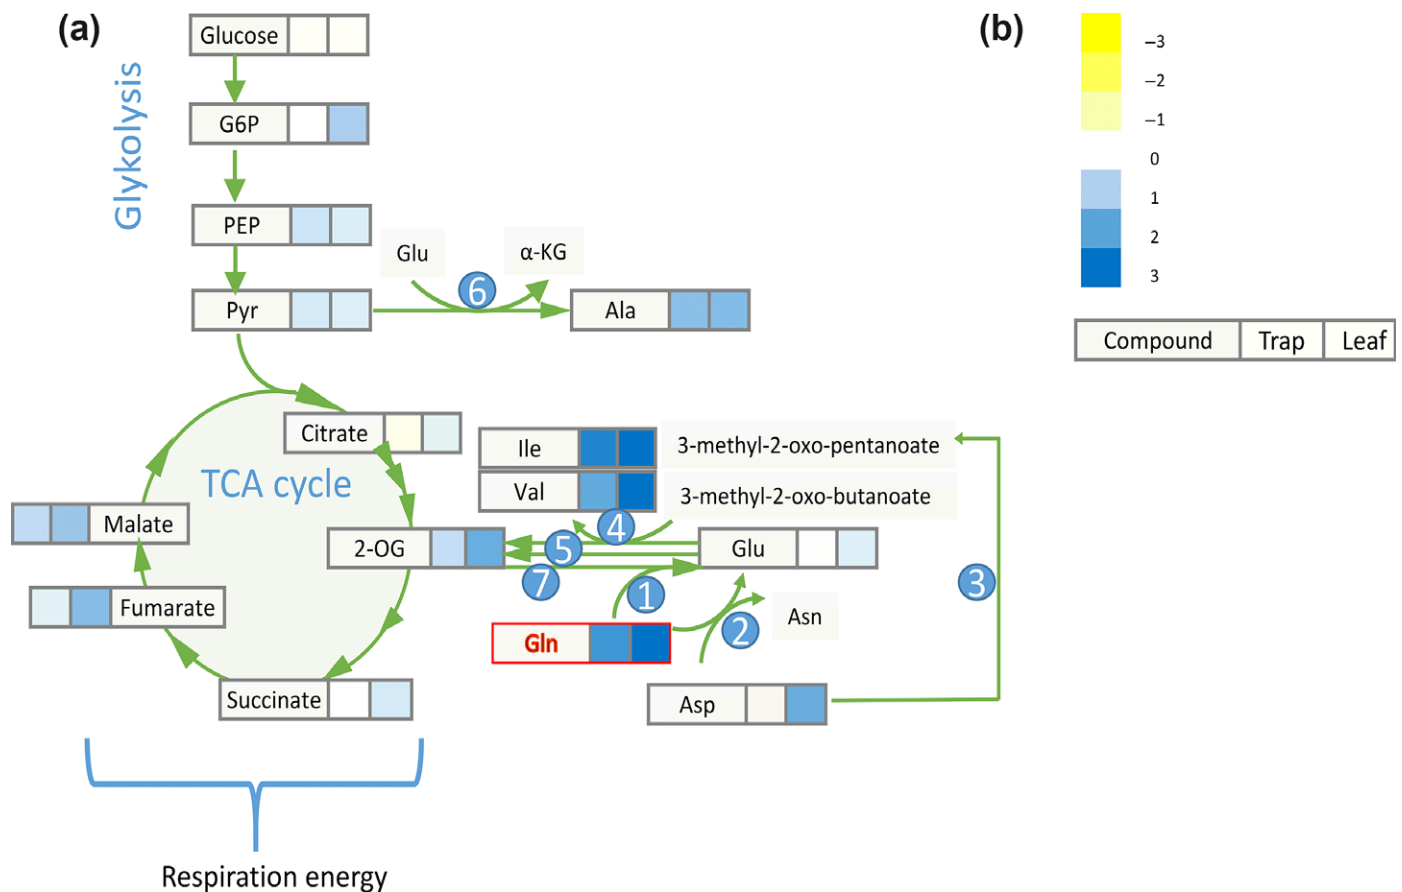 (a)
Glykolysis
Glucose
G6P
PEP
Pyr
Glu
α-KG
6
Ala
Citrate
TCA cycle
Malate
Fumarate
Succinate
2-OG
Ile
Val
3-methyl-2-oxo-pentanoate
3-methyl-2-oxo-butanoate
4
5
7
Glu
1
Gln
2
Asn
3
Asp
Respiration energy
(b)
–3
–2
–1
0
1
2
3
Compound Trap Leaf